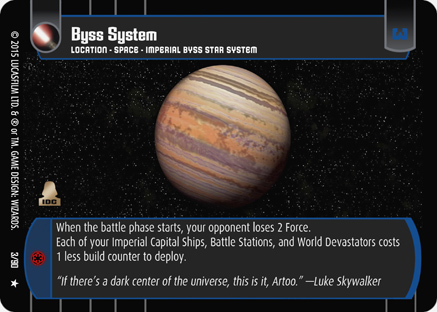 Byss System
LOCATION - SPACE - IMPERIAL BYSS STAR SYSTEM
© 2015 LUCASFILM LTD. & ® or TM. GAME DESIGN: WIZARDS.
IDC
3/90
When the battle phase starts, your opponent loses 2 Force.
Each of your Imperial Capital Ships, Battle Stations, and World Devastators costs
1 less build counter to deploy.
"If there's a dark center of the universe, this is it, Artoo." —Luke Skywalker